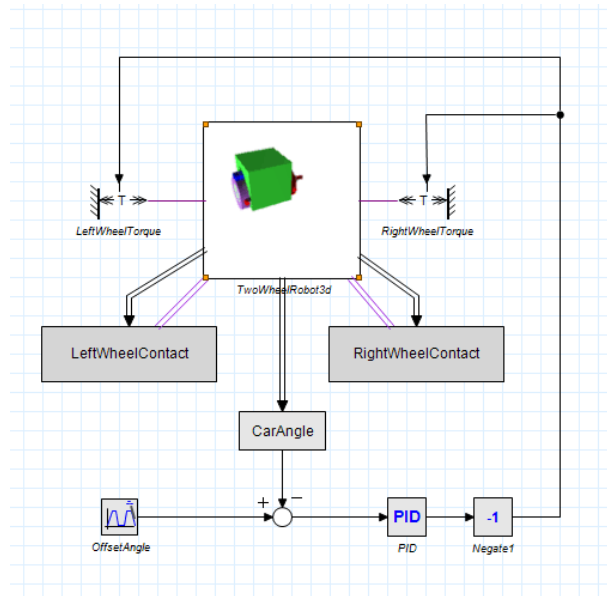 T
T
LeftWheelTorque
RightWheelTorque
TwoWheelRobot3d
LeftWheelContact
RightWheelContact
CarAngle
+
−
PID
-1
OffsetAngle
PID
Negate1